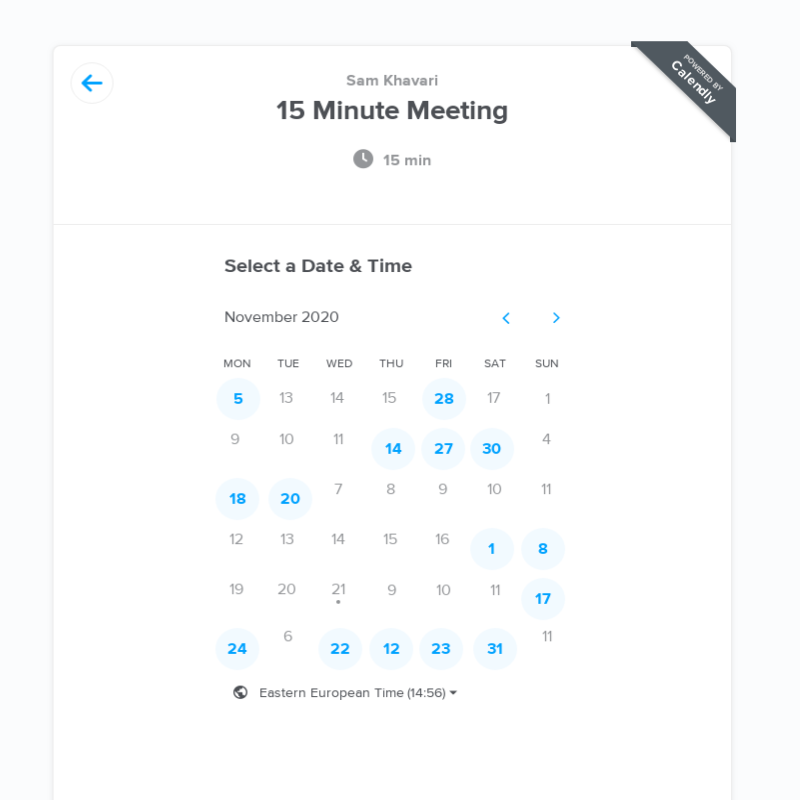 Sam Khavari
15 Minute Meeting
15 min
POWERED BY
Calendly
Select a Date & Time
November 2020
MON TUE WED THU FRI SAT SUN
5 13 14 15 28 17 1
9 10 11 14 27 30 4
18 20 7 8 9 10 11
12 13 14 15 16 1 8
19 20 21 9 10 11 17
24 6 22 12 23 31 11
Eastern European Time (14:56)